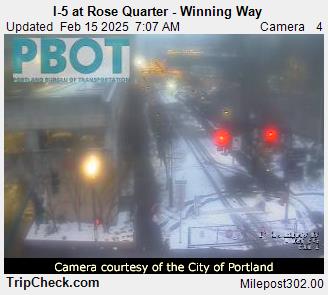 I-5 at Rose Quarter - Winning Way
Updated Feb 15 2025 7:07 AM Camera 4
PBOT
PORTLAND BUREAU OF TRANSPORTATION
Camera courtesy of the City of Portland
TripCheck.com Milepost302.00